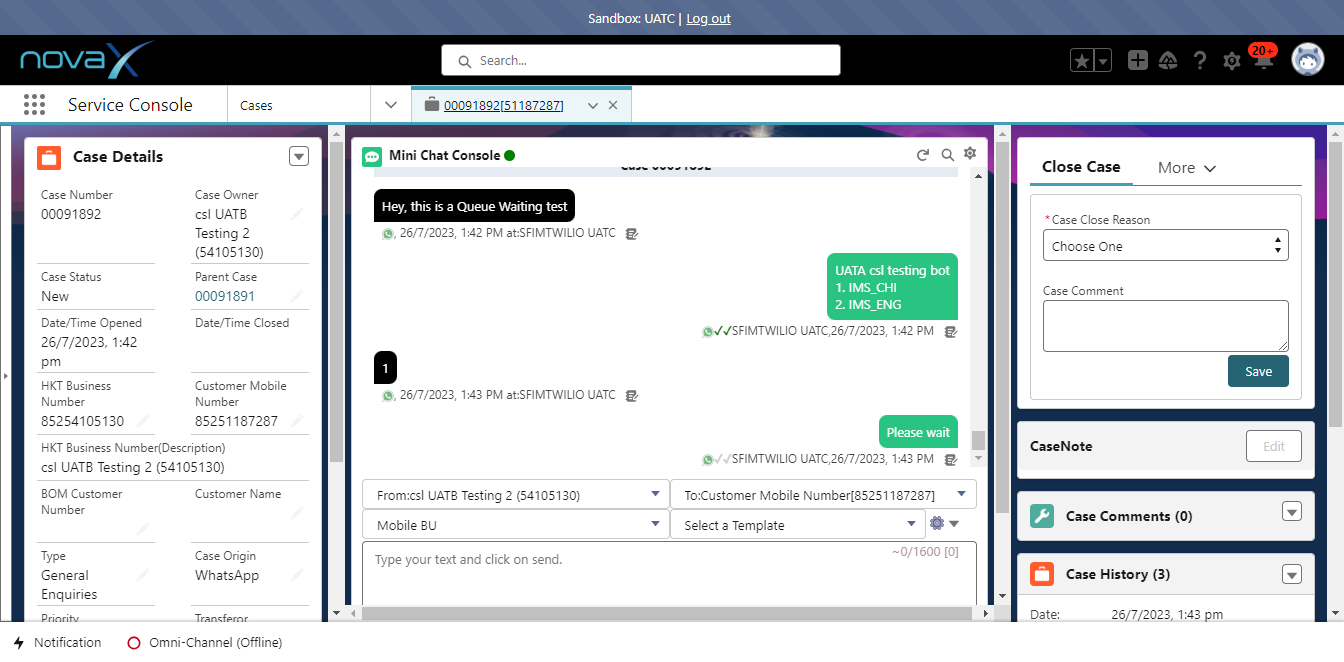 Sandbox: UATC | Log out
novax
Search...
20+
Service Console
Cases
00091892[51187287]
Case Details
Case Number
00091892
Case Owner
csl UATB
Testing 2
(54105130)
Case Status
New
Parent Case
00091891
Date/Time Opened
26/7/2023, 1:42
pm
Date/Time Closed
HKT Business
Number
85254105130
Customer Mobile
Number
85251187287
HKT Business Number(Description)
csl UATB Testing 2 (54105130)
BOM Customer
Number
Customer Name
Type
General
Enquiries
Case Origin
WhatsApp
Priority
Transferor
Mini Chat Console
Case 00091892
Hey, this is a Queue Waiting test
, 26/7/2023, 1:42 PM at:SFIMTWILIO UATC
UATA csl testing bot
1. IMS_CHI
2. IMS_ENG
SFIMTWILIO UATC,26/7/2023, 1:42 PM
1
, 26/7/2023, 1:43 PM at:SFIMTWILIO UATC
Please wait
SFIMTWILIO UATC,26/7/2023, 1:43 PM
From:csl UATB Testing 2 (54105130)
To:Customer Mobile Number[85251187287]
Mobile BU
Select a Template
Type your text and click on send.
~0/1600 [0]
Close Case
More
*Case Close Reason
Choose One
Case Comment
Save
CaseNote
Edit
Case Comments (0)
Case History (3)
Date:
26/7/2023, 1:43 pm
Notification
Omni-Channel (Offline)